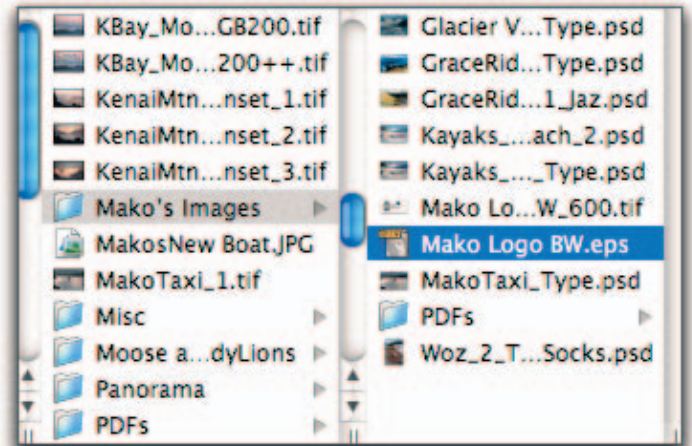 KBay_Mo...GB200.tif
KBay_Mo...200++.tif
KenaiMtn...nset_1.tif
KenaiMtn...nset_2.tif
KenaiMtn...nset_3.tif
Mako's Images
MakosNew Boat.JPG
MakoTaxi_1.tif
Misc
Moose a...dyLions
Panorama
PDFs
Glacier V...Type.psd
GraceRid...Type.psd
GraceRid...1_Jaz.psd
Kayaks_...ach_2.psd
Kayaks_..._Type.psd
Mako Lo...W_600.tif
Mako Logo BW.eps
MakoTaxi_Type.psd
PDFs
Woz_2_T...Socks.psd